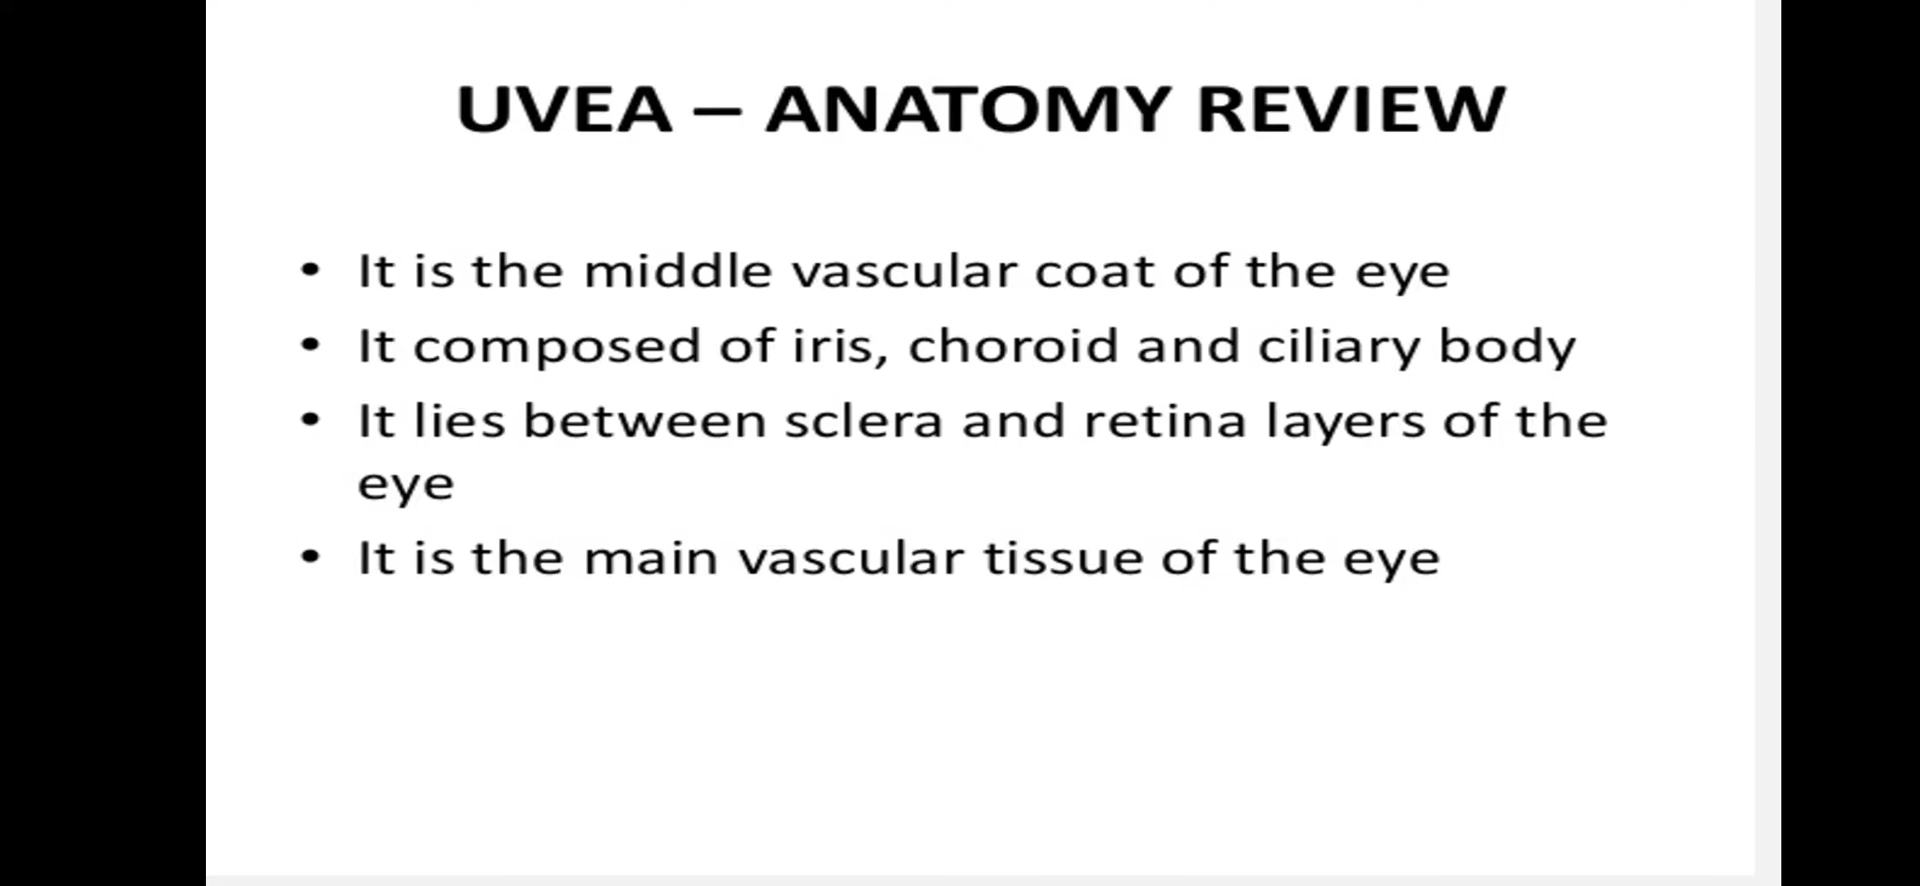 UVEA – ANATOMY REVIEW
• It is the middle vascular coat of the eye
• It composed of iris, choroid and ciliary body
• It lies between sclera and retina layers of the
eye
• It is the main vascular tissue of the eye